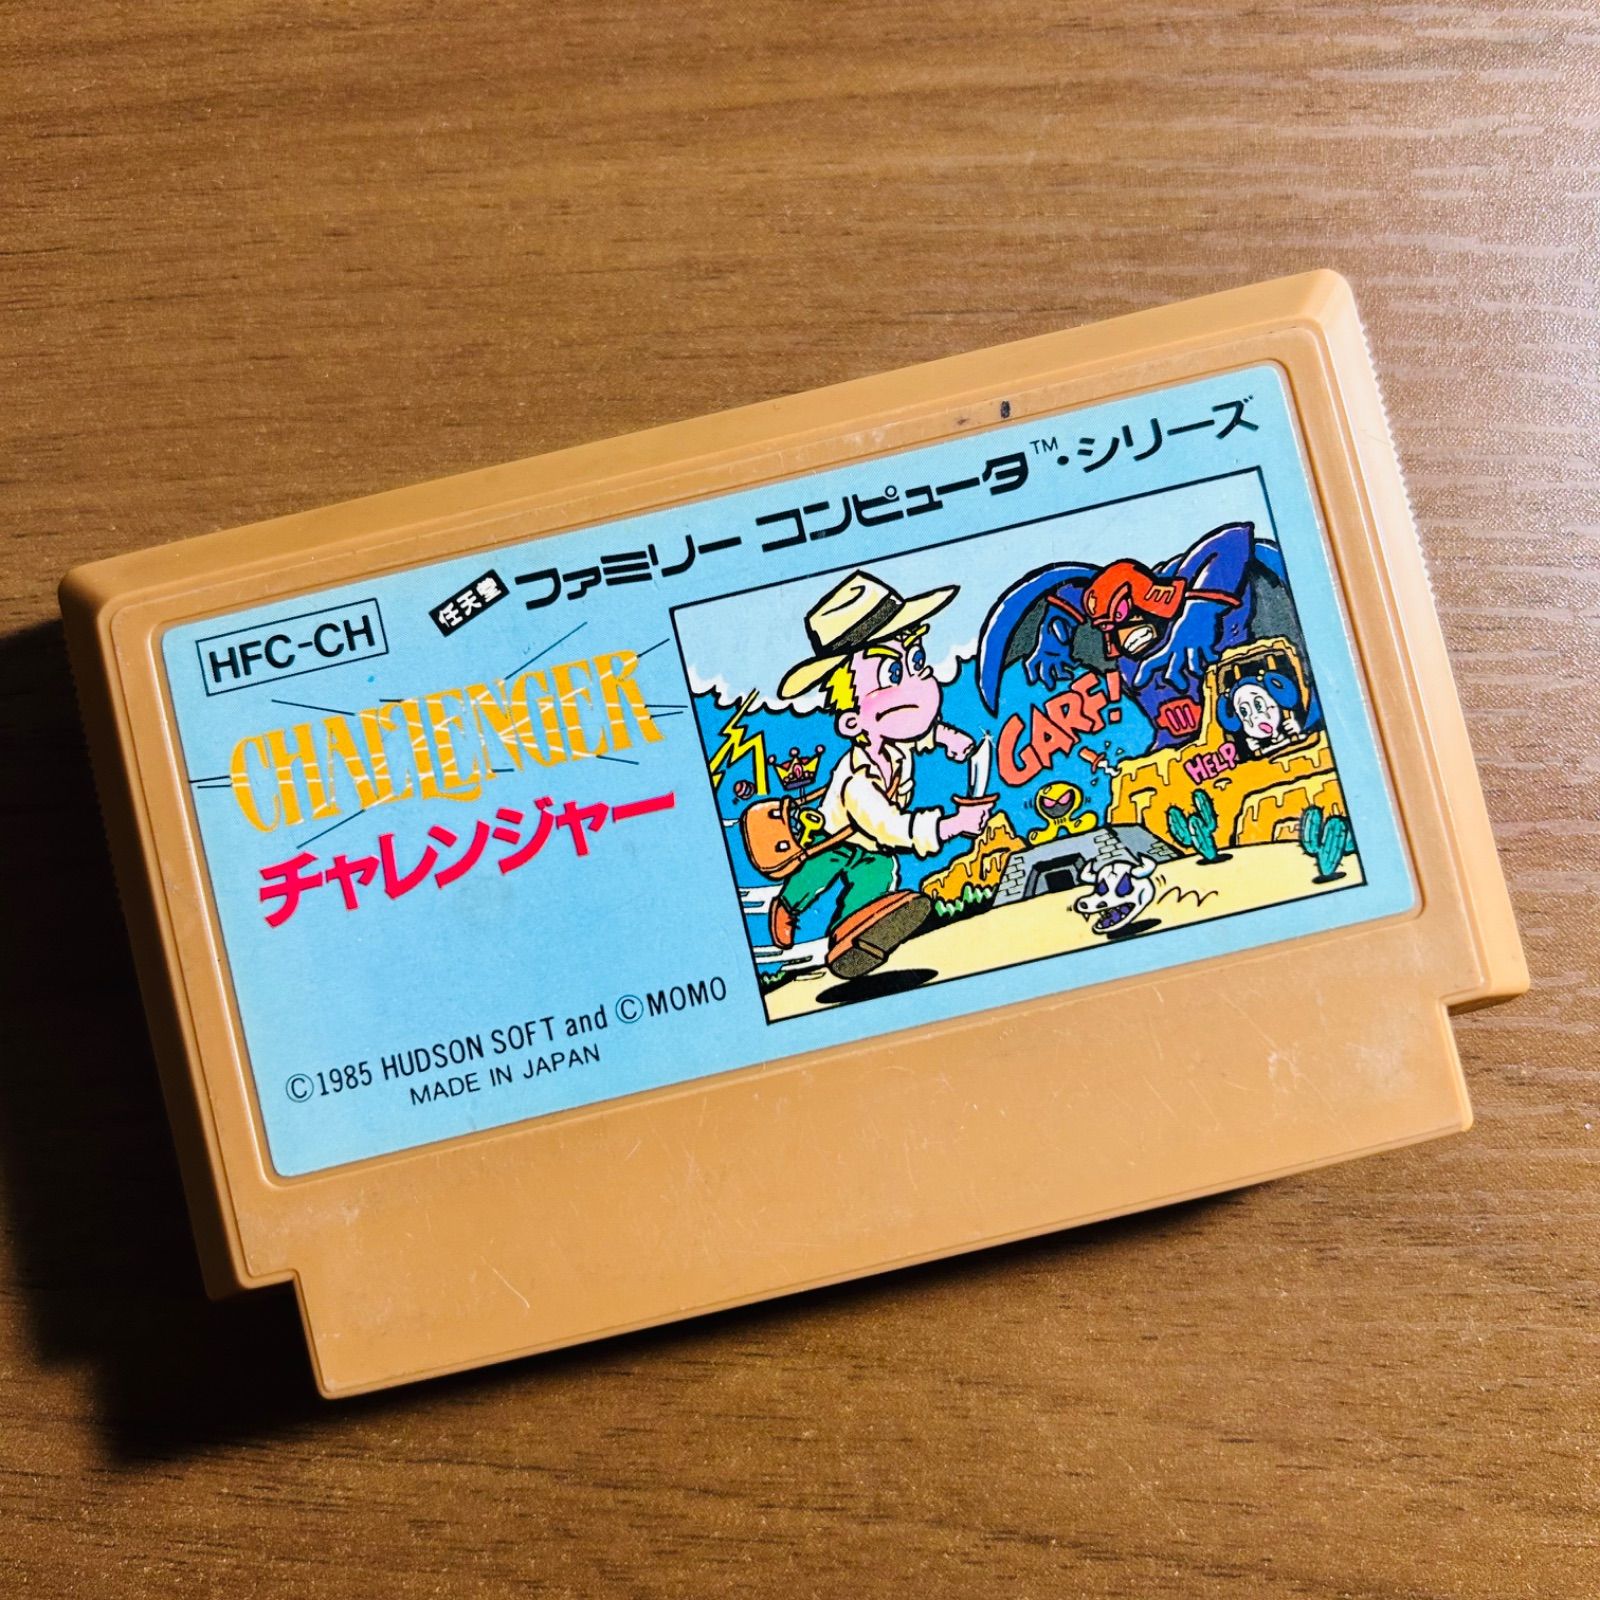 HFC-CH
任天堂 ファミリー コンピュータ™・シリーズ
CHALLENGER
チャレンジャー
GARF!
HELP
©1985 HUDSON SOFT and ©MOMO
MADE IN JAPAN